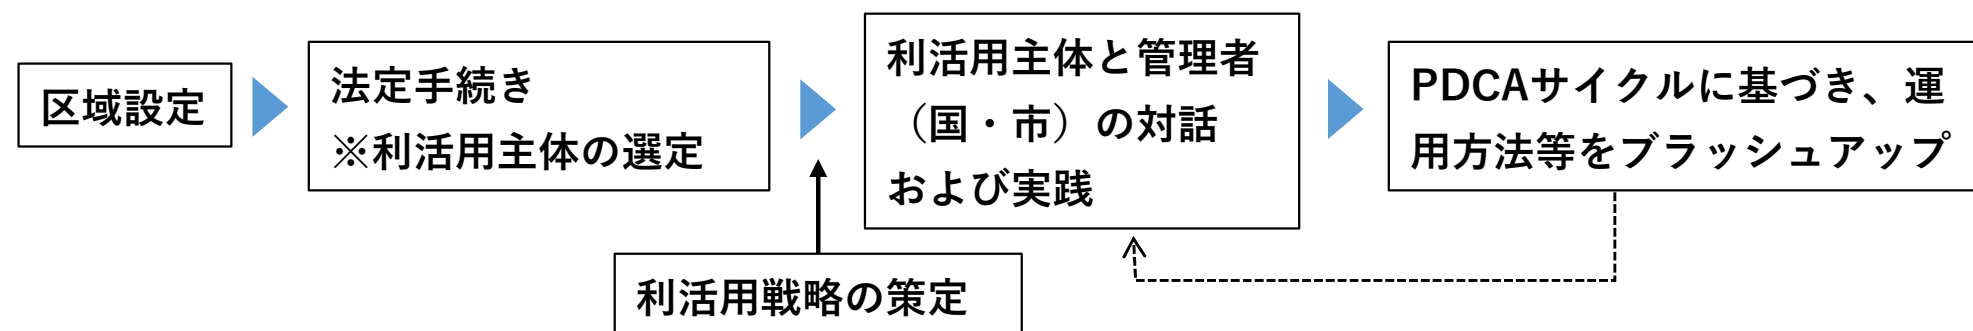 区域設定
法定手続き
※利活用主体の選定
利活用主体と管理者
（国・市）の対話
および実践
PDCAサイクルに基づき、運
用方法等をブラッシュアップ
利活用戦略の策定